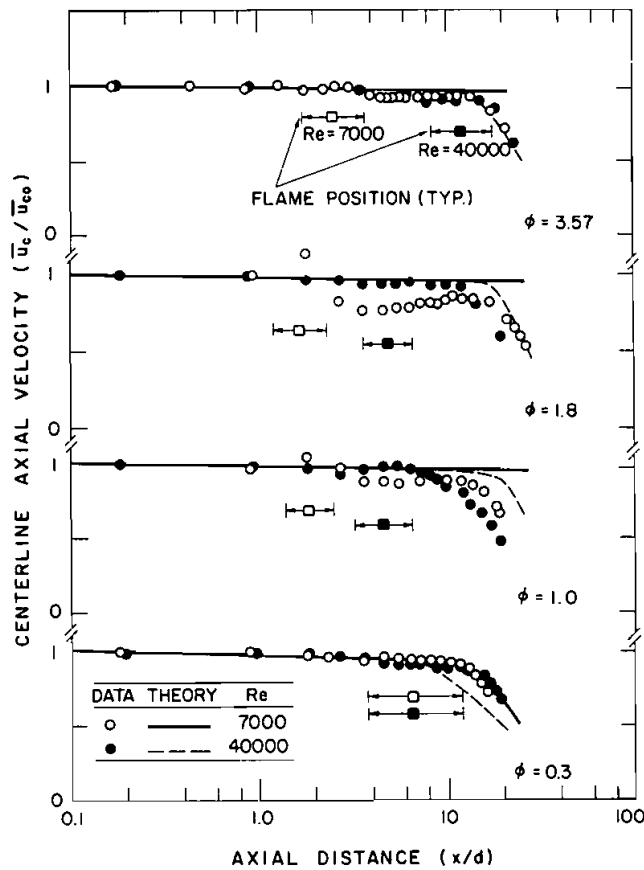 1
Re=7000
Re=40000
FLAME POSITION (TYP.)
0
ϕ = 3.57
1
0
ϕ = 1.8
1
0
ϕ = 1.0
1
DATA THEORY Re
7000
40000
0
ϕ = 0.3
0.1 1.0 10 100
AXIAL DISTANCE (x/d)
CENTERLINE AXIAL VELOCITY (u̅c/u̅co)